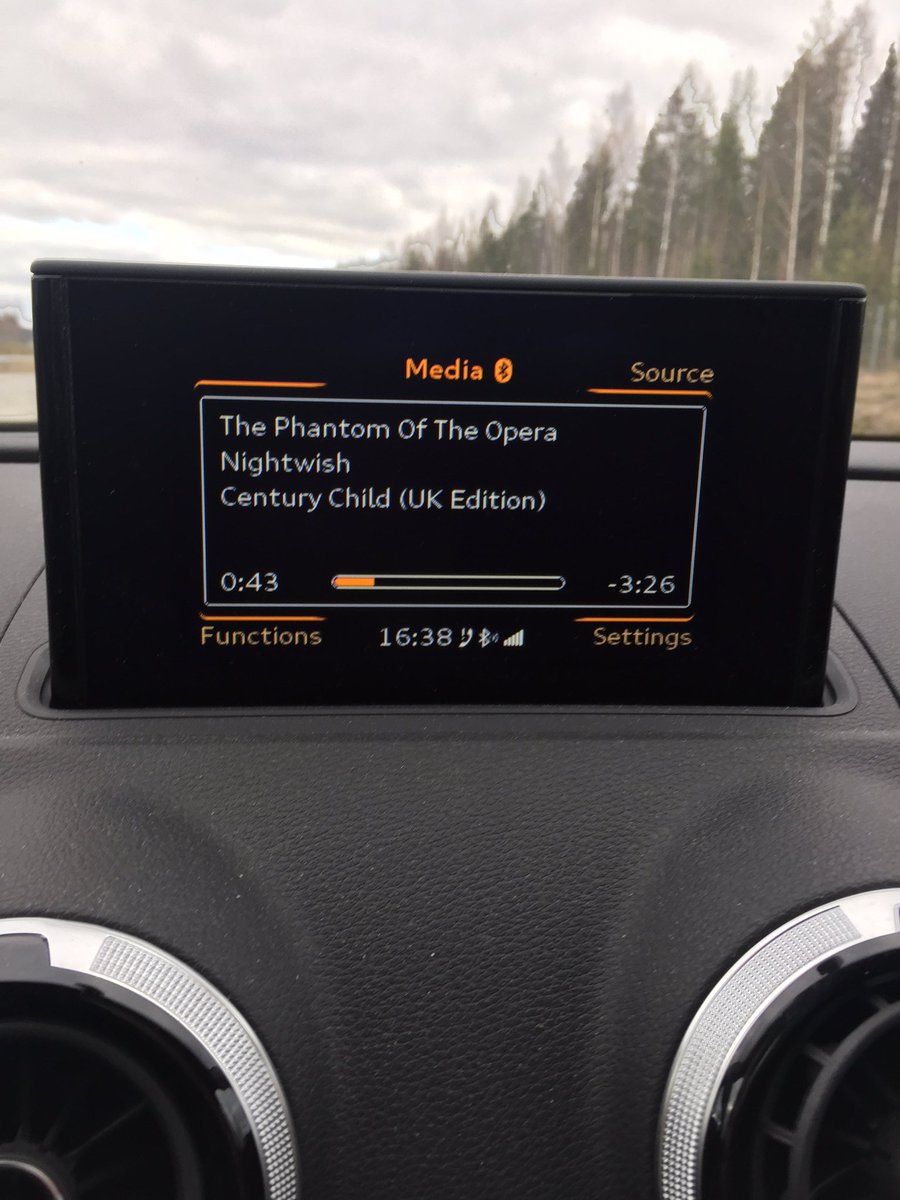 Media
Source
The Phantom Of The Opera
Nightwish
Century Child (UK Edition)
0:43 -3:26
Functions 16:38 Settings